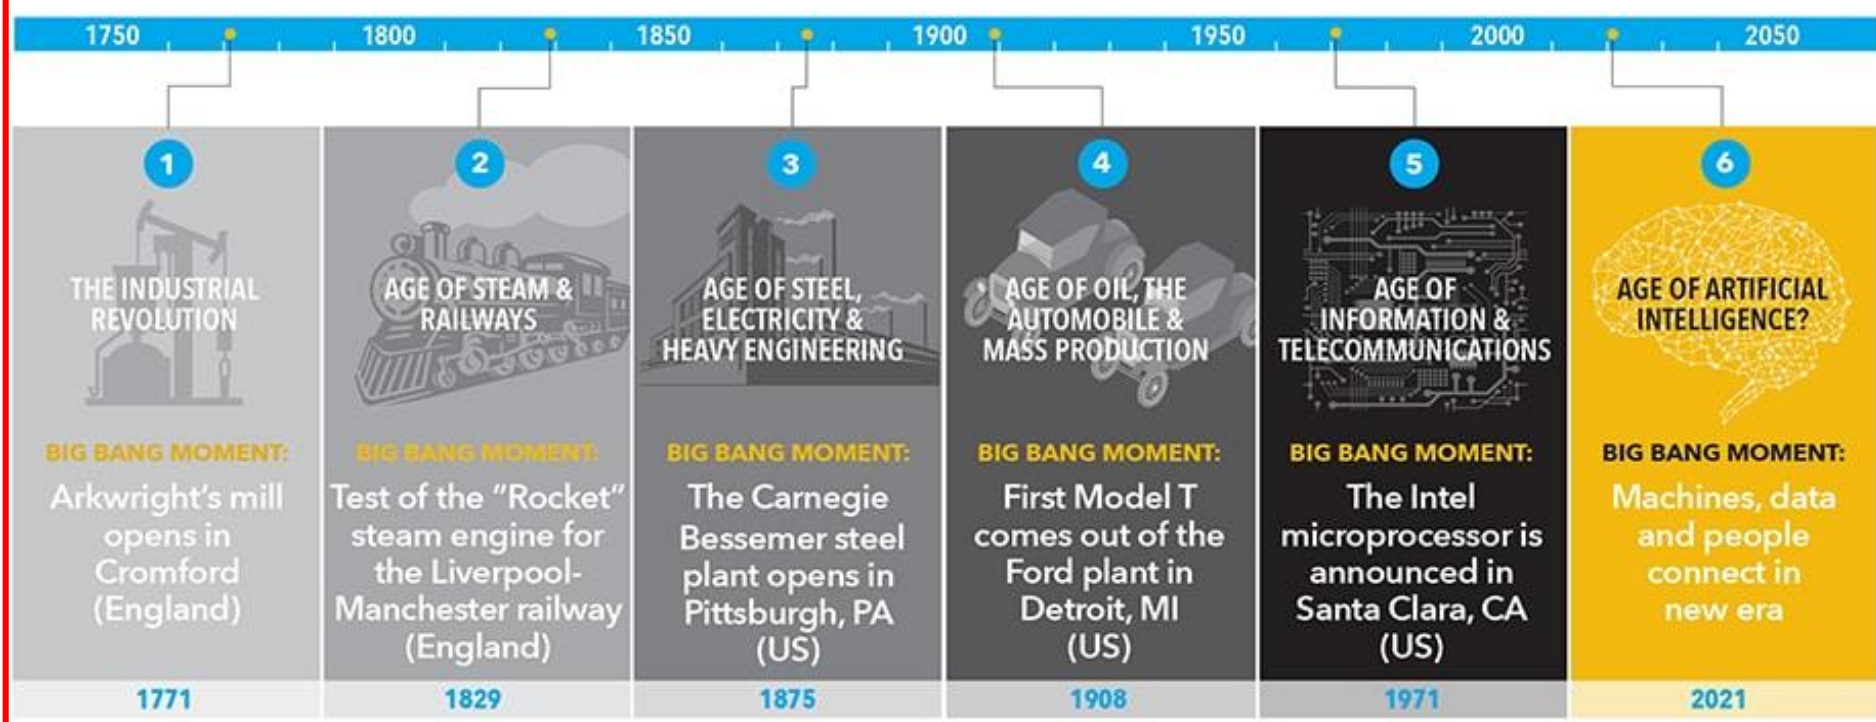 1750 1800 1850 1900 1950 2000 2050
1
THE INDUSTRIAL
REVOLUTION
BIG BANG MOMENT:
Arkwright's mill
opens in
Cromford
(England)
1771
2
AGE OF STEAM &
RAILWAYS
BIG BANG MOMENT:
Test of the "Rocket"
steam engine for
the Liverpool-
Manchester railway
(England)
1829
3
AGE OF STEEL,
ELECTRICITY &
HEAVY ENGINEERING
BIG BANG MOMENT:
The Carnegie
Bessemer steel
plant opens in
Pittsburgh, PA
(US)
1875
4
AGE OF OIL, THE
AUTOMOBILE &
MASS PRODUCTION
BIG BANG MOMENT:
First Model T
comes out of the
Ford plant in
Detroit, MI
(US)
1908
5
AGE OF
INFORMATION &
TELECOMMUNICATIONS
BIG BANG MOMENT:
The Intel
microprocessor is
announced in
Santa Clara, CA
(US)
1971
6
AGE OF ARTIFICIAL
INTELLIGENCE?
BIG BANG MOMENT:
Machines, data
and people
connect in
new era
2021